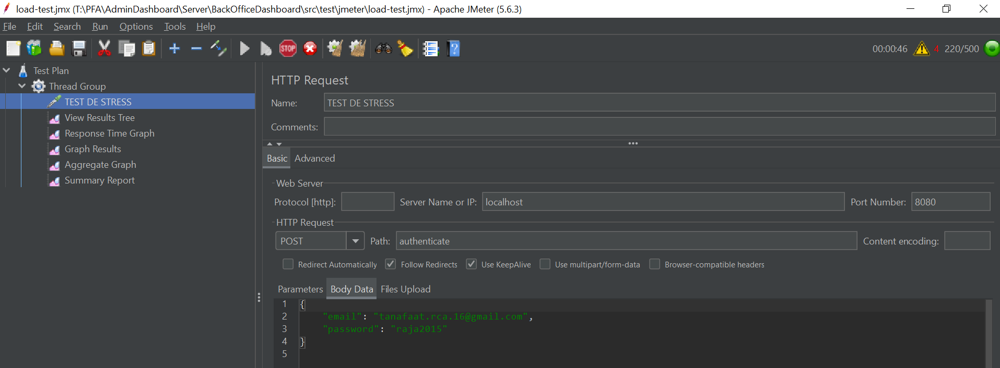 load-test.jmx (T:\PFA\AdminDashboard\Server\BackOfficeDashboard\src\test\jmeter\load-test.jmx) - Apache JMeter (5.6.3)
File Edit Search Run Options Tools Help
STOP
00:00:46 4 220/500
Test Plan
Thread Group
TEST DE STRESS
View Results Tree
Response Time Graph
Graph Results
Aggregate Graph
Summary Report
HTTP Request
Name: TEST DE STRESS
Comments:
Basic Advanced
Web Server
Protocol [http]: Server Name or IP: localhost Port Number: 8080
HTTP Request
POST Path: authenticate Content encoding:
Redirect Automatically Follow Redirects Use KeepAlive Use multipart/form-data Browser-compatible headers
Parameters Body Data Files Upload
1 {
2 "email": "tanafaat.rca.16@gmail.com",
3 "password": "raja2015"
4 }
5